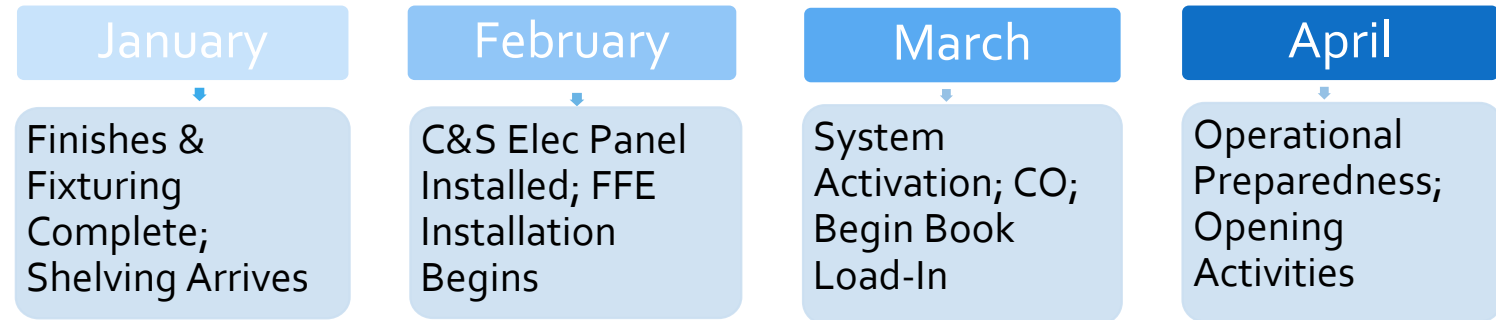 January
Finishes &
Fixturing
Complete;
Shelving Arrives
February
C&S Elec Panel
Installed; FFE
Installation
Begins
March
System
Activation; CO;
Begin Book
Load-In
April
Operational
Preparedness;
Opening
Activities